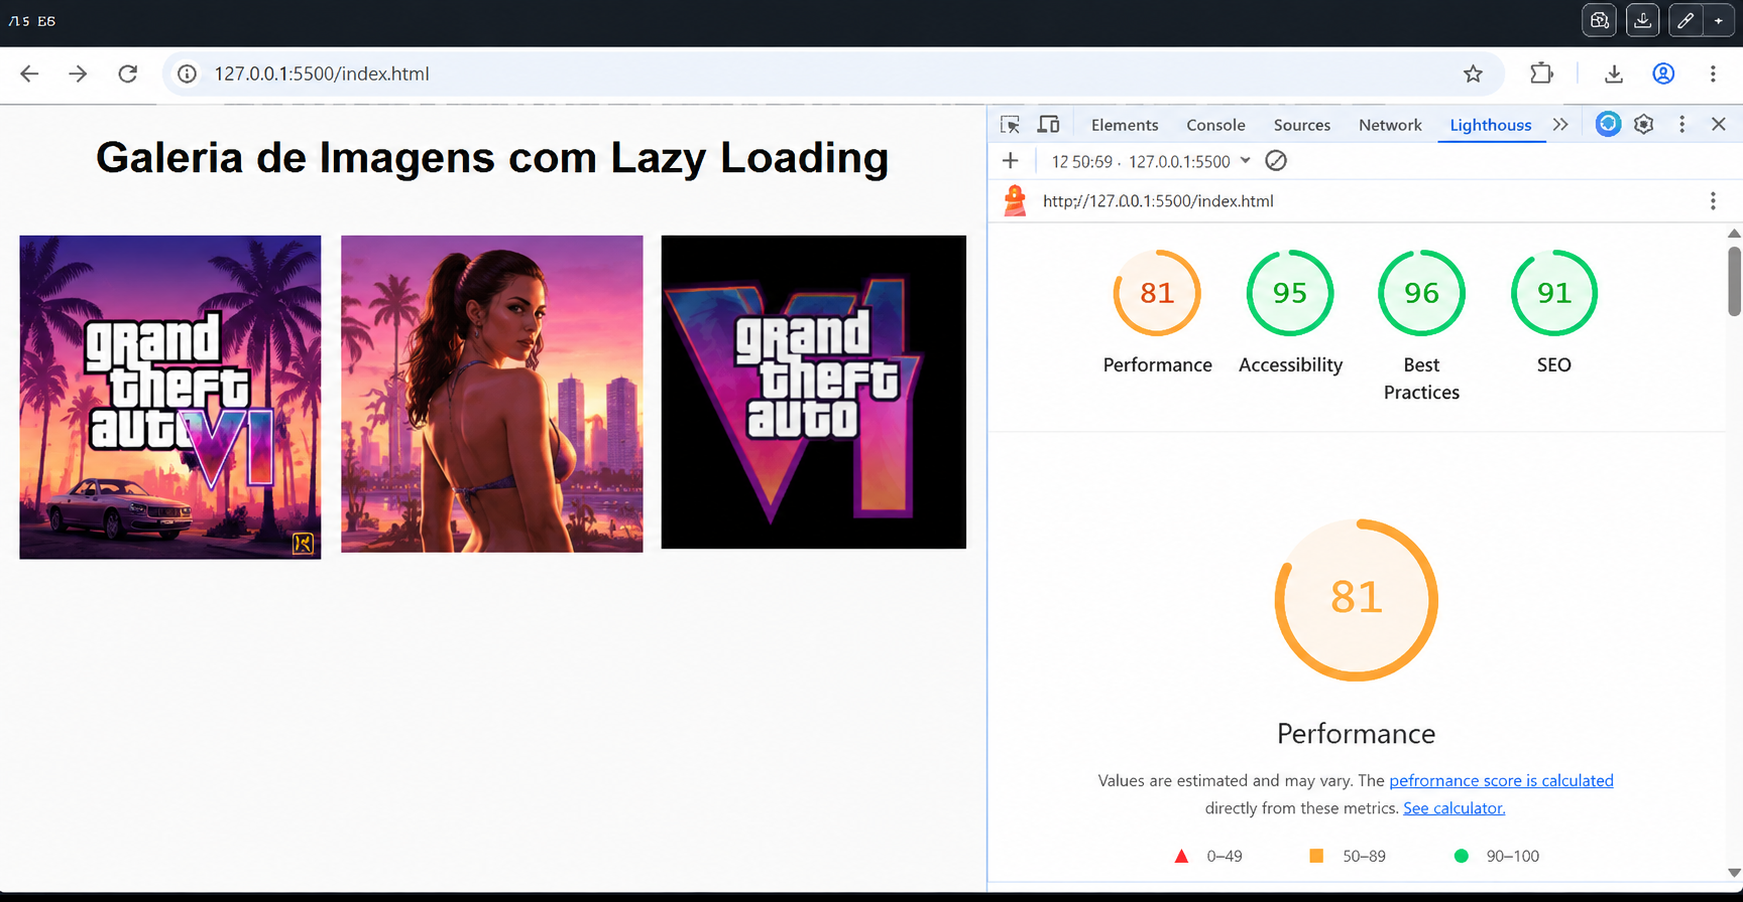 127.0.0.1:5500/index.html
Galeria de Imagens com Lazy Loading
grand
theft
auto VI
VI
grand
theft
auto
Elements Console Sources Network Lighthouss
12 50:69 · 127.0.0.1:5500
http://127.0.0.1:5500/index.html
81 95 96 91
Performance Accessibility Best Practices SEO
81
Performance
Values are estimated and may vary. The pefrornance score is calculated
directly from these metrics. See calculator.
0–49 50–89 90–100